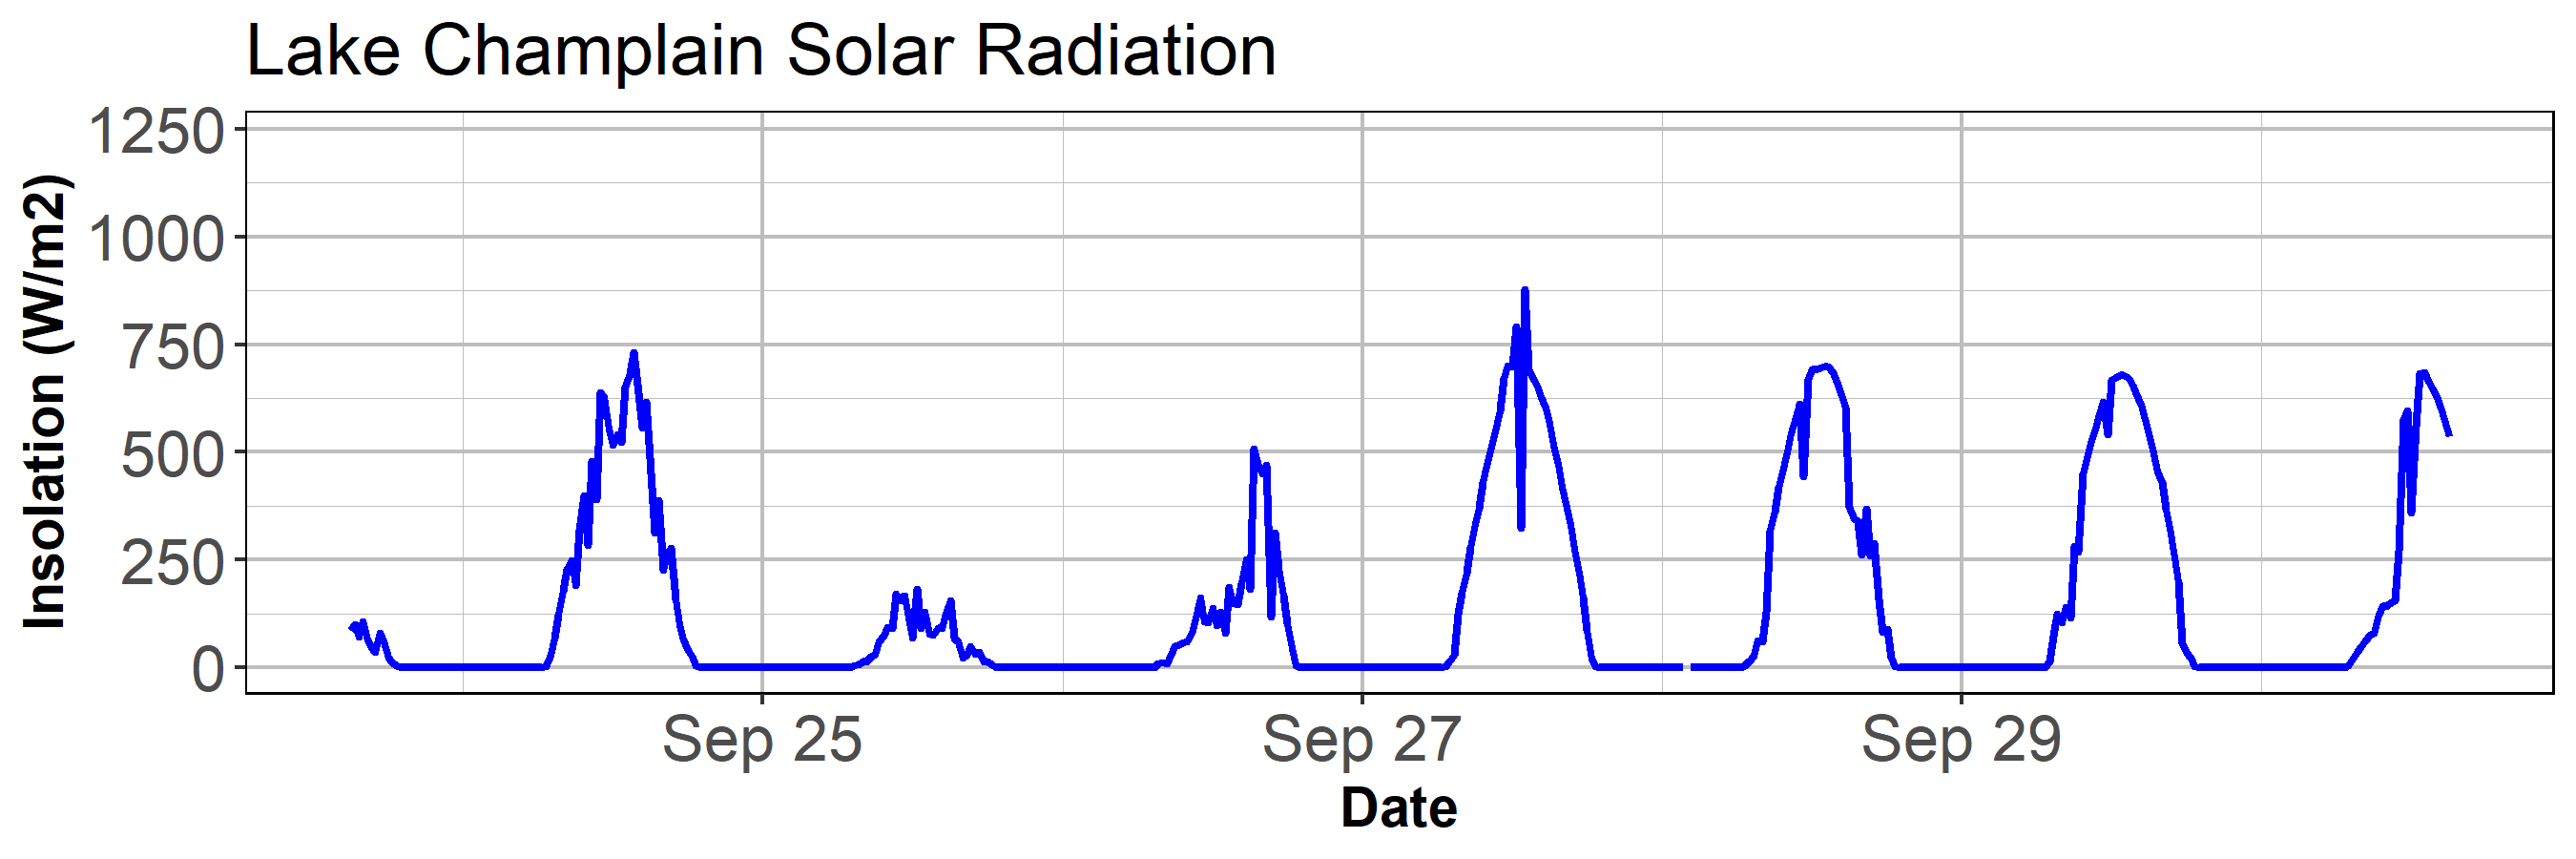 Lake Champlain Solar Radiation
1250
1000
750
500
250
0
Insolation (W/m2)
Sep 25 Sep 27 Sep 29
Date